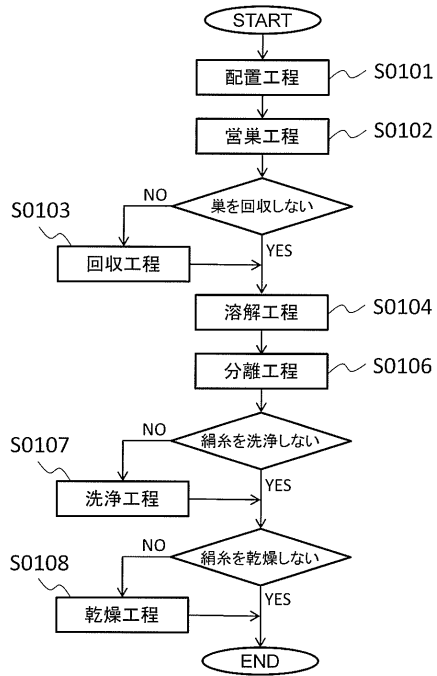 START
配置工程
S0101
営巣工程
S0102
巣を回収しない
NO
S0103
YES
回収工程
溶解工程
S0104
分離工程
S0106
絹糸を洗浄しない
NO
S0107
YES
洗浄工程
絹糸を乾燥しない
NO
S0108
YES
乾燥工程
END